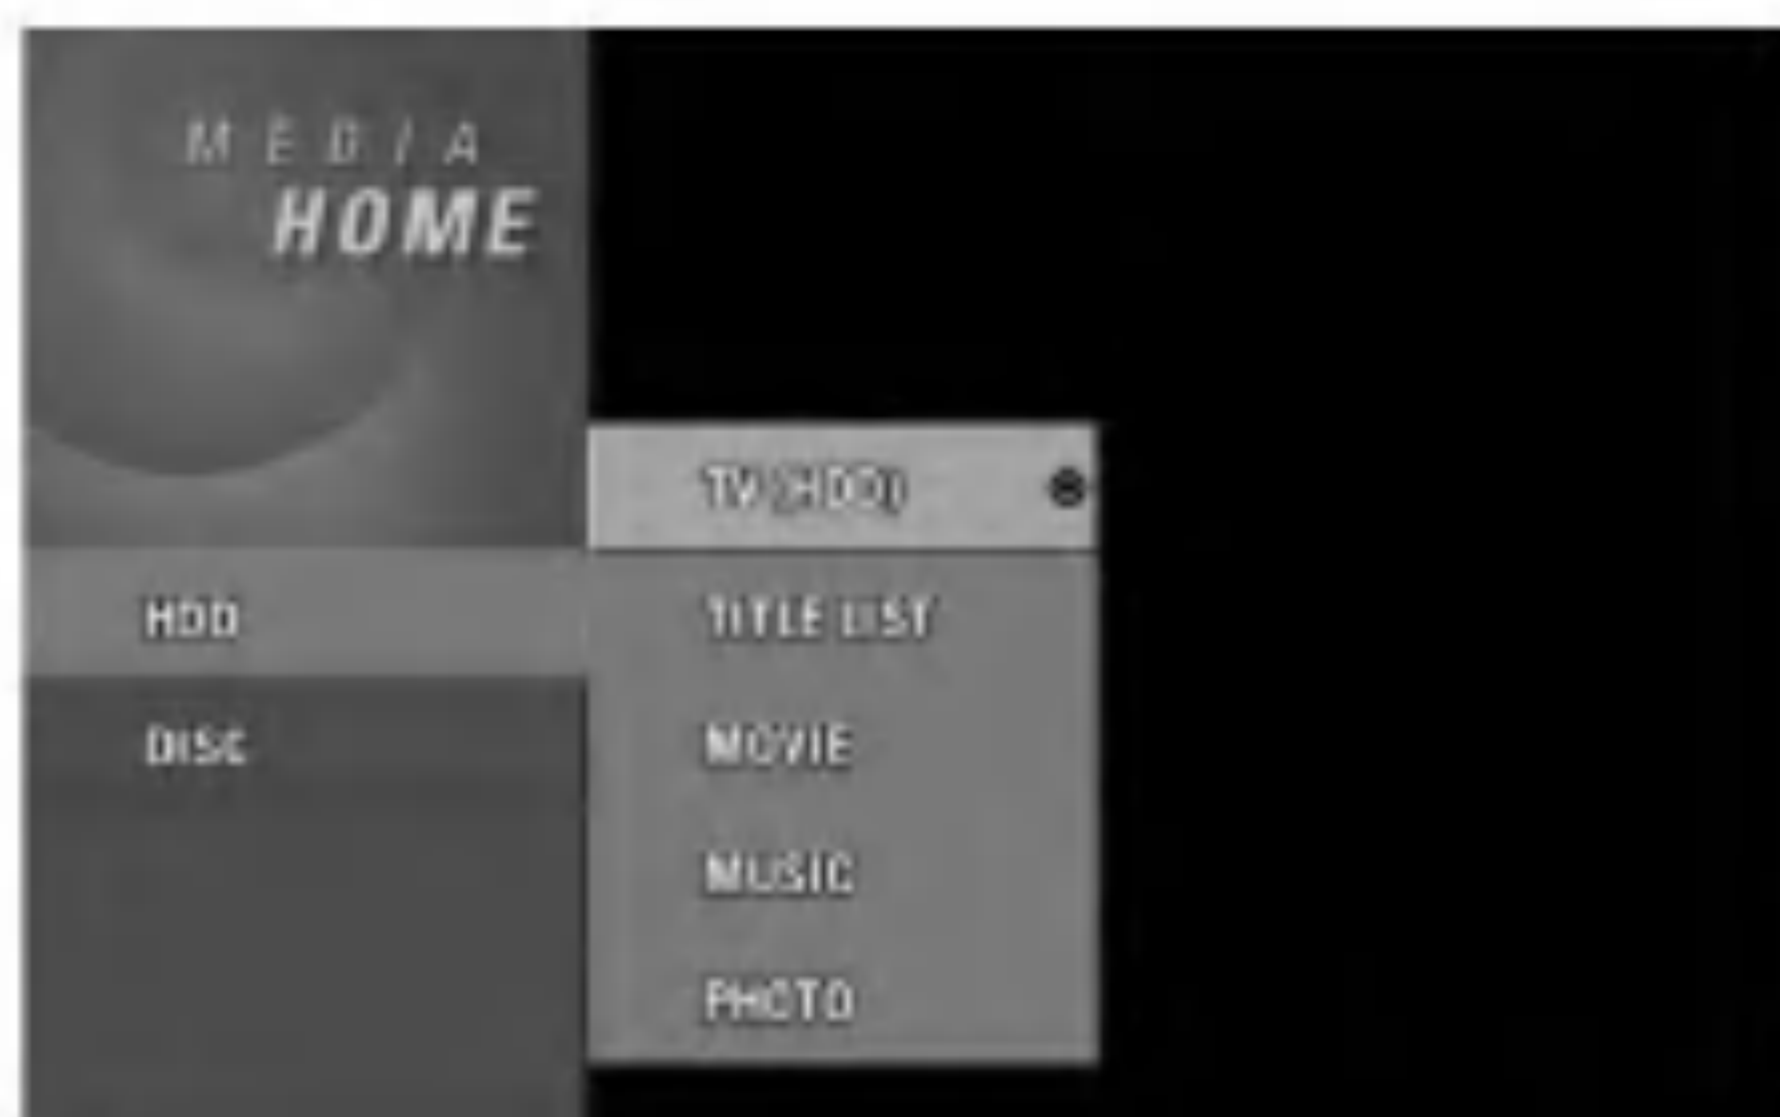 MEDIA
HOME
HDD
DISC
TV (HDD)
TITLE LIST
MOVIE
MUSIC
PHOTO